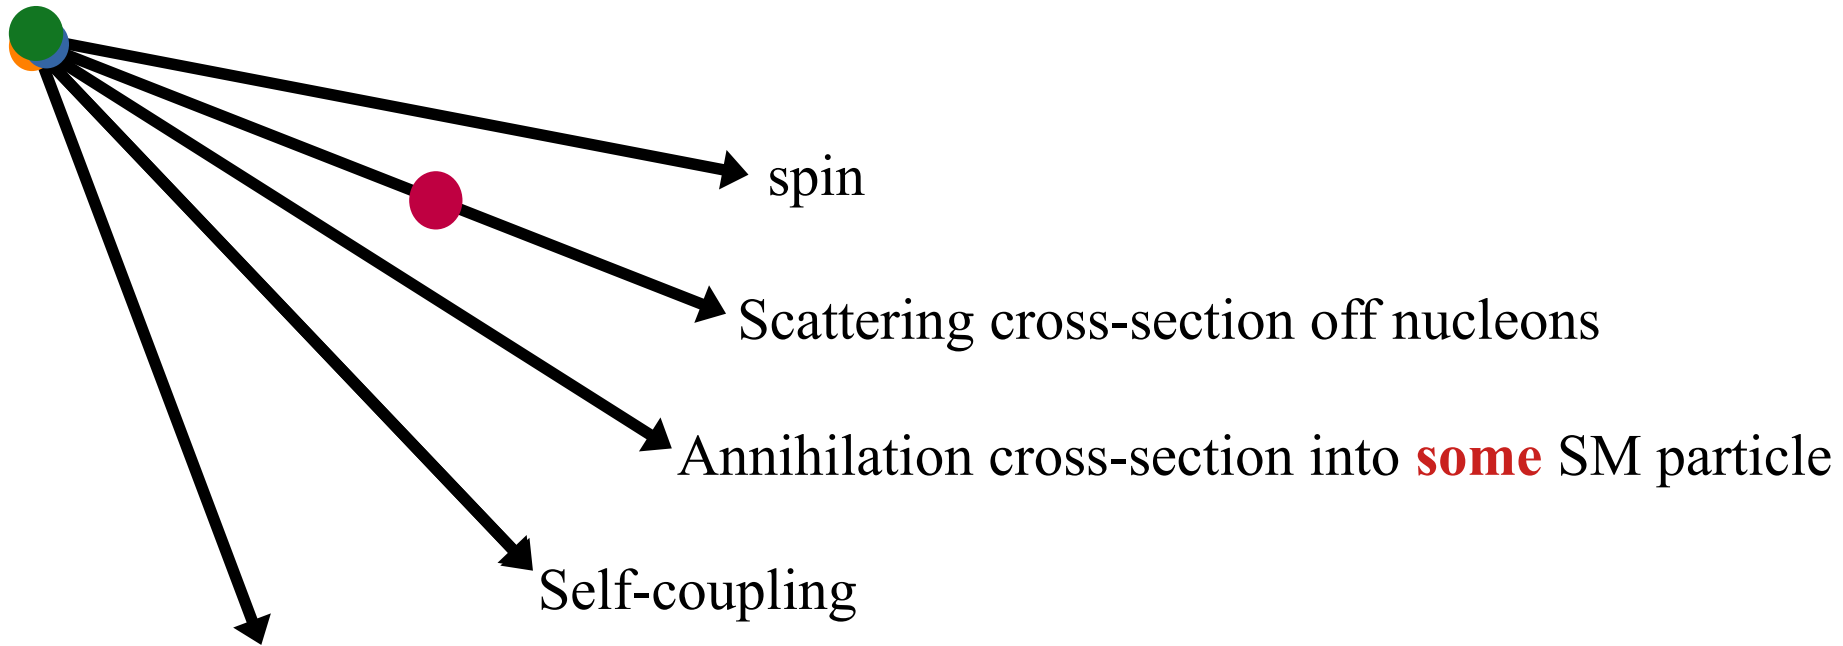 spin
Scattering cross-section off nucleons
Annihilation cross-section into some SM particle
Self-coupling